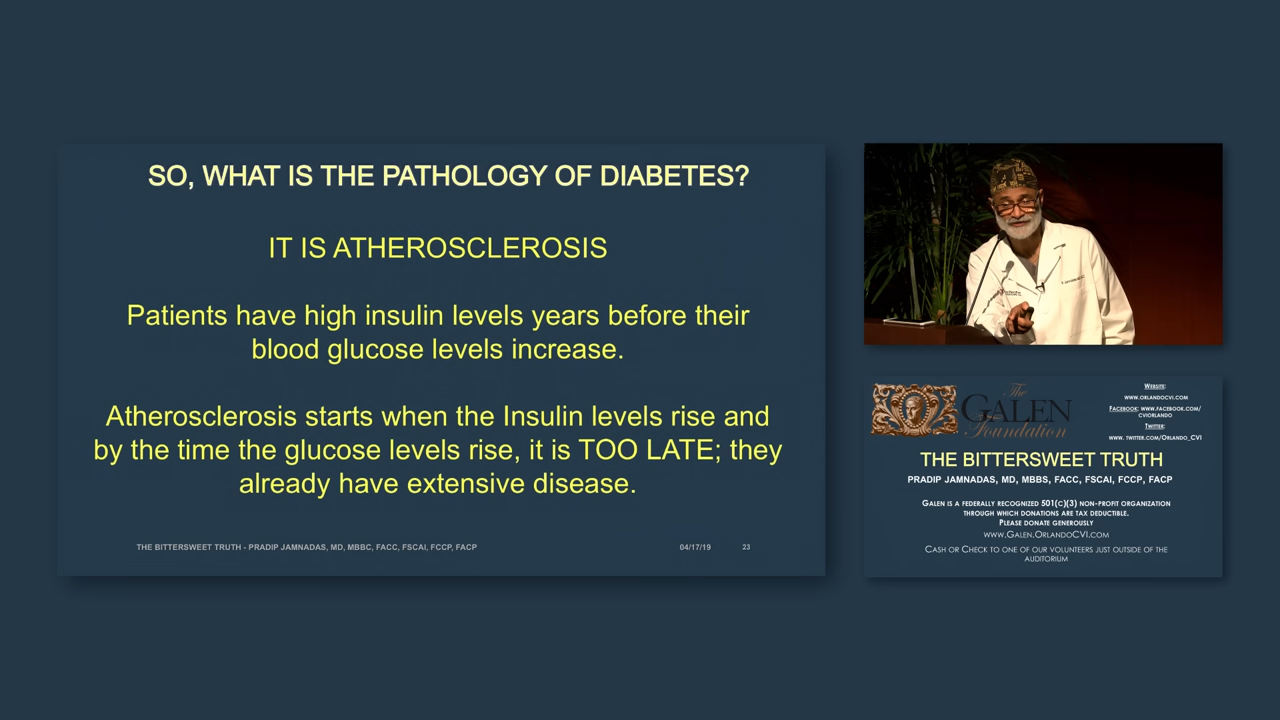 SO, WHAT IS THE PATHOLOGY OF DIABETES?
IT IS ATHEROSCLEROSIS
Patients have high insulin levels years before their
blood glucose levels increase.
Atherosclerosis starts when the Insulin levels rise and
by the time the glucose levels rise, it is TOO LATE; they
already have extensive disease.
THE BITTERSWEET TRUTH - PRADIP JAMNADAS, MD, MBBC, FACC, FSCAI, FCCP, FACP
04/17/19
23
The
GALEN
Foundation
Website:
www.orlandocvi.com
Facebook: www.facebook.com/
cviorlando
Twitter:
www. twitter.com/Orlando_CVI
THE BITTERSWEET TRUTH
PRADIP JAMNADAS, MD, MBBS, FACC, FSCAI, FCCP, FACP
Galen is a federally recognized 501(c)(3) non-profit organization
through which donations are tax deductible.
Please donate generously
www.Galen.OrlandoCVI.com
Cash or Check to one of our volunteers just outside of the
auditorium